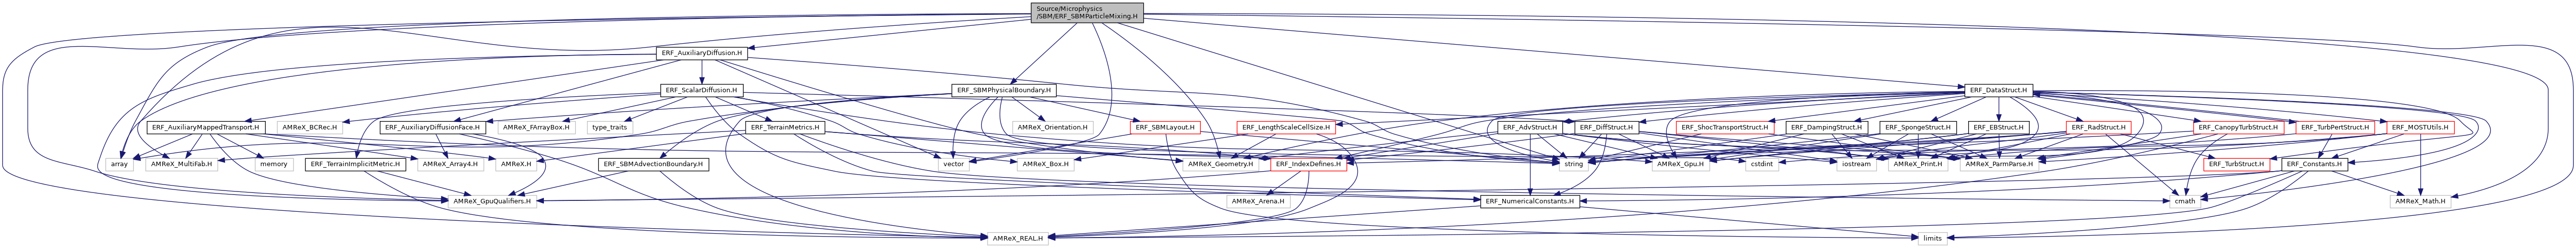 Source/Microphysics
/SBM/ERF_SBMParticleMixing.H
ERF_AuxiliaryDiffusion.H
ERF_ScalarDiffusion.H
ERF_SBMPhysicalBoundary.H
ERF_DataStruct.H
ERF_AuxiliaryMappedTransport.H
AMReX_BCRec.H
ERF_AuxiliaryDiffusionFace.H
AMReX_FArrayBox.H
type_traits
ERF_TerrainMetrics.H
AMReX_Orientation.H
ERF_SBMLayout.H
ERF_LengthScaleCellSize.H
ERF_AdvStruct.H
ERF_DiffStruct.H
ERF_ShocTransportStruct.H
ERF_DampingStruct.H
ERF_SpongeStruct.H
ERF_EBStruct.H
ERF_RadStruct.H
ERF_CanopyTurbStruct.H
ERF_TurbPertStruct.H
ERF_MOSTUtils.H
array
AMReX_MultiFab.H
memory
ERF_TerrainImplicitMetric.H
AMReX_Array4.H
AMReX.H
ERF_SBMAdvectionBoundary.H
vector
AMReX_Box.H
AMReX_Geometry.H
ERF_IndexDefines.H
string
AMReX_Gpu.H
cstdint
iostream
AMReX_Print.H
AMReX_ParmParse.H
ERF_TurbStruct.H
ERF_Constants.H
AMReX_GpuQualifiers.H
AMReX_Arena.H
ERF_NumericalConstants.H
cmath
AMReX_Math.H
AMReX_REAL.H
limits